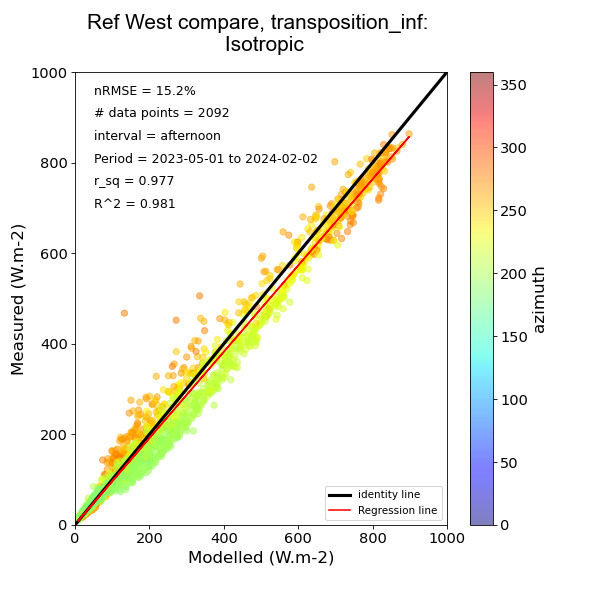 Ref West compare, transposition_inf:
Isotropic
nRMSE = 15.2%
# data points = 2092
interval = afternoon
Period = 2023-05-01 to 2024-02-02
r_sq = 0.977
R^2 = 0.981
1000
800
600
400
200
0
Measured (W.m-2)
0 200 400 600 800 1000
Modelled (W.m-2)
identity line
Regression line
350
300
250
200
150
100
50
0
azimuth